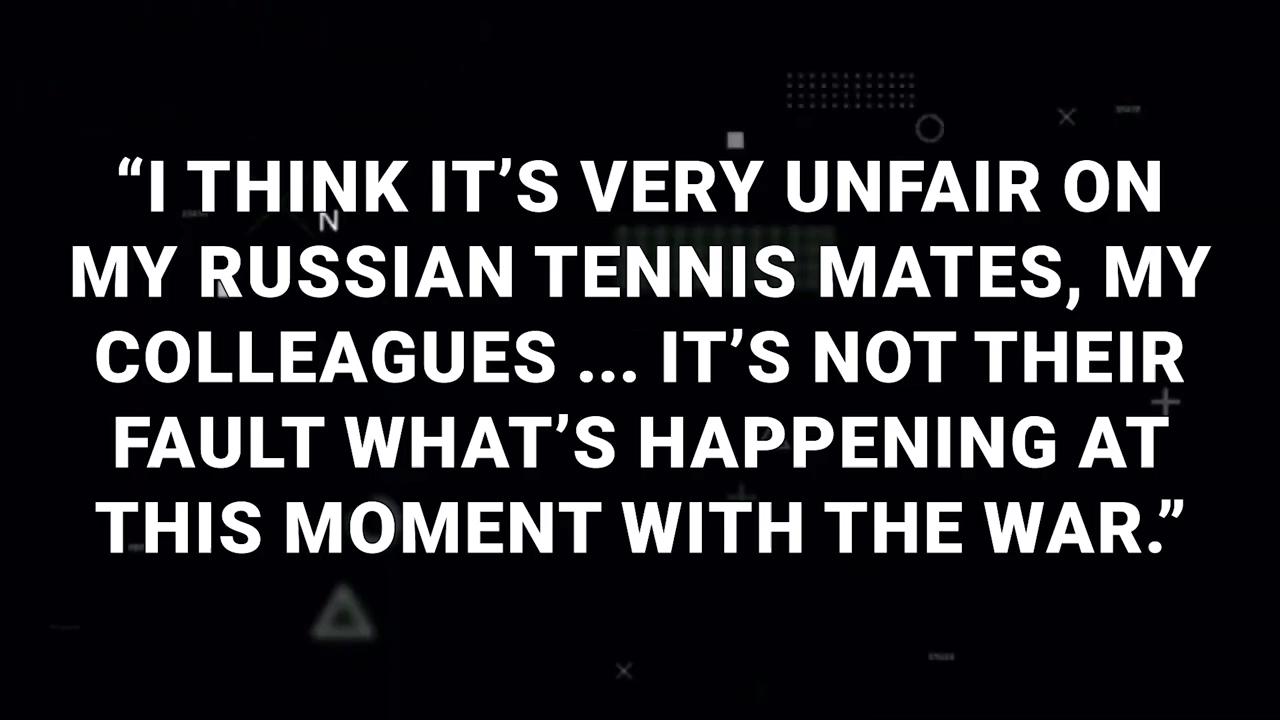 “I THINK IT’S VERY UNFAIR ON
N
MY RUSSIAN TENNIS MATES, MY
COLLEAGUES ... IT’S NOT THEIR
FAULT WHAT’S HAPPENING AT
THIS MOMENT WITH THE WAR.”